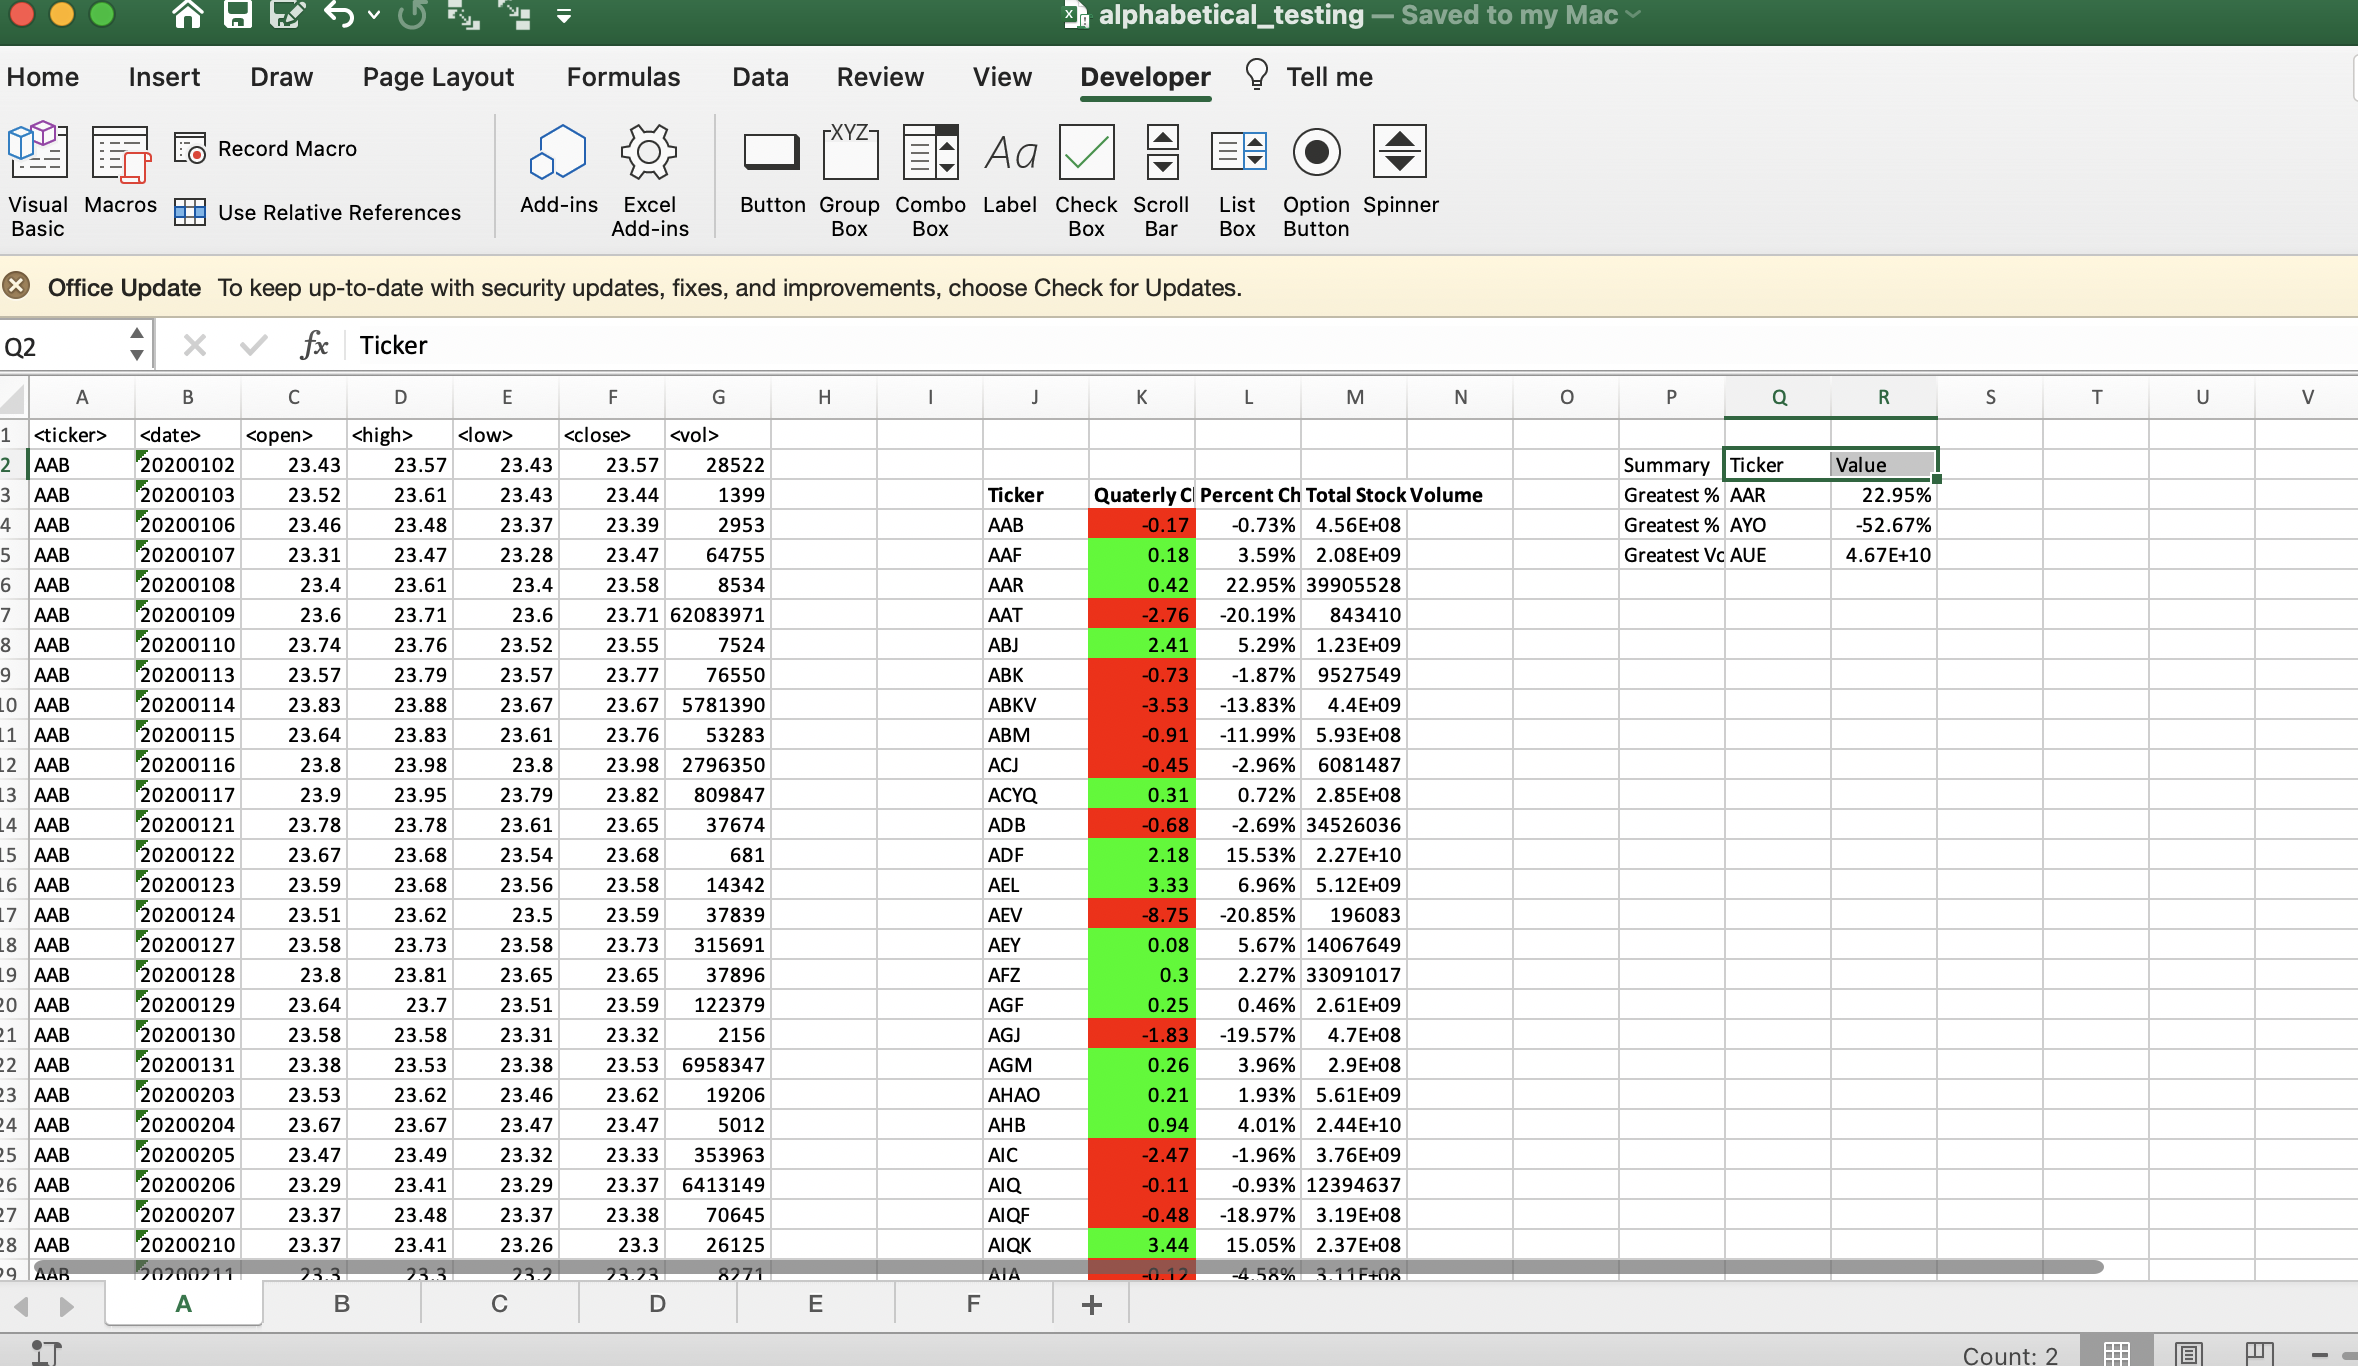 alphabetical_testing — Saved to my Mac
Home Insert Draw Page Layout Formulas Data Review View Developer Tell me
Visual Basic Macros Record Macro Use Relative References Add-ins Excel Add-ins Button Group Box Combo Box Label Check Box Scroll Bar List Box Option Button Spinner
XYZ Aa
Office Update To keep up-to-date with security updates, fixes, and improvements, choose Check for Updates.
Q2 fx Ticker
A B C D E F G H I J K L M N O P Q R S T U V
1 <ticker> <date> <open> <high> <low> <close> <vol>
2 AAB 20200102 23.43 23.57 23.43 23.57 28522 Summary Ticker Value
3 AAB 20200103 23.52 23.61 23.43 23.44 1399 Ticker Quaterly Cl Percent Ch Total Stock Volume Greatest % AAR 22.95%
4 AAB 20200106 23.46 23.48 23.37 23.39 2953 AAB -0.17 -0.73% 4.56E+08 Greatest % AYO -52.67%
5 AAB 20200107 23.31 23.47 23.28 23.47 64755 AAF 0.18 3.59% 2.08E+09 Greatest Vc AUE 4.67E+10
6 AAB 20200108 23.4 23.61 23.4 23.58 8534 AAR 0.42 22.95% 39905528
7 AAB 20200109 23.6 23.71 23.6 23.71 62083971 AAT -2.76 -20.19% 843410
8 AAB 20200110 23.74 23.76 23.52 23.55 7524 ABJ 2.41 5.29% 1.23E+09
9 AAB 20200113 23.57 23.79 23.57 23.77 76550 ABK -0.73 -1.87% 9527549
10 AAB 20200114 23.83 23.88 23.67 23.67 5781390 ABKV -3.53 -13.83% 4.4E+09
11 AAB 20200115 23.64 23.83 23.61 23.76 53283 ABM -0.91 -11.99% 5.93E+08
12 AAB 20200116 23.8 23.98 23.8 23.98 2796350 ACJ -0.45 -2.96% 6081487
13 AAB 20200117 23.9 23.95 23.79 23.82 809847 ACYQ 0.31 0.72% 2.85E+08
14 AAB 20200121 23.78 23.78 23.61 23.65 37674 ADB -0.68 -2.69% 34526036
15 AAB 20200122 23.67 23.68 23.54 23.68 681 ADF 2.18 15.53% 2.27E+10
16 AAB 20200123 23.59 23.68 23.56 23.58 14342 AEL 3.33 6.96% 5.12E+09
17 AAB 20200124 23.51 23.62 23.5 23.59 37839 AEV -8.75 -20.85% 196083
18 AAB 20200127 23.58 23.73 23.58 23.73 315691 AEY 0.08 5.67% 14067649
19 AAB 20200128 23.8 23.81 23.65 23.65 37896 AFZ 0.3 2.27% 33091017
20 AAB 20200129 23.64 23.7 23.51 23.59 122379 AGF 0.25 0.46% 2.61E+09
21 AAB 20200130 23.58 23.58 23.31 23.32 2156 AGJ -1.83 -19.57% 4.7E+08
22 AAB 20200131 23.38 23.53 23.38 23.53 6958347 AGM 0.26 3.96% 2.9E+08
23 AAB 20200203 23.53 23.62 23.46 23.62 19206 AHAO 0.21 1.93% 5.61E+09
24 AAB 20200204 23.67 23.67 23.47 23.47 5012 AHB 0.94 4.01% 2.44E+10
25 AAB 20200205 23.47 23.49 23.32 23.33 353963 AIC -2.47 -1.96% 3.76E+09
26 AAB 20200206 23.29 23.41 23.29 23.37 6413149 AIQ -0.11 -0.93% 12394637
27 AAB 20200207 23.37 23.48 23.37 23.38 70645 AIQF -0.48 -18.97% 3.19E+08
28 AAB 20200210 23.37 23.41 23.26 23.3 26125 AIQK 3.44 15.05% 2.37E+08
29 AAB 20200211 23.3 23.3 23.2 23.23 8271 -0.12 -4.58% 3.11E+08
A B C D E F +
Count: 2